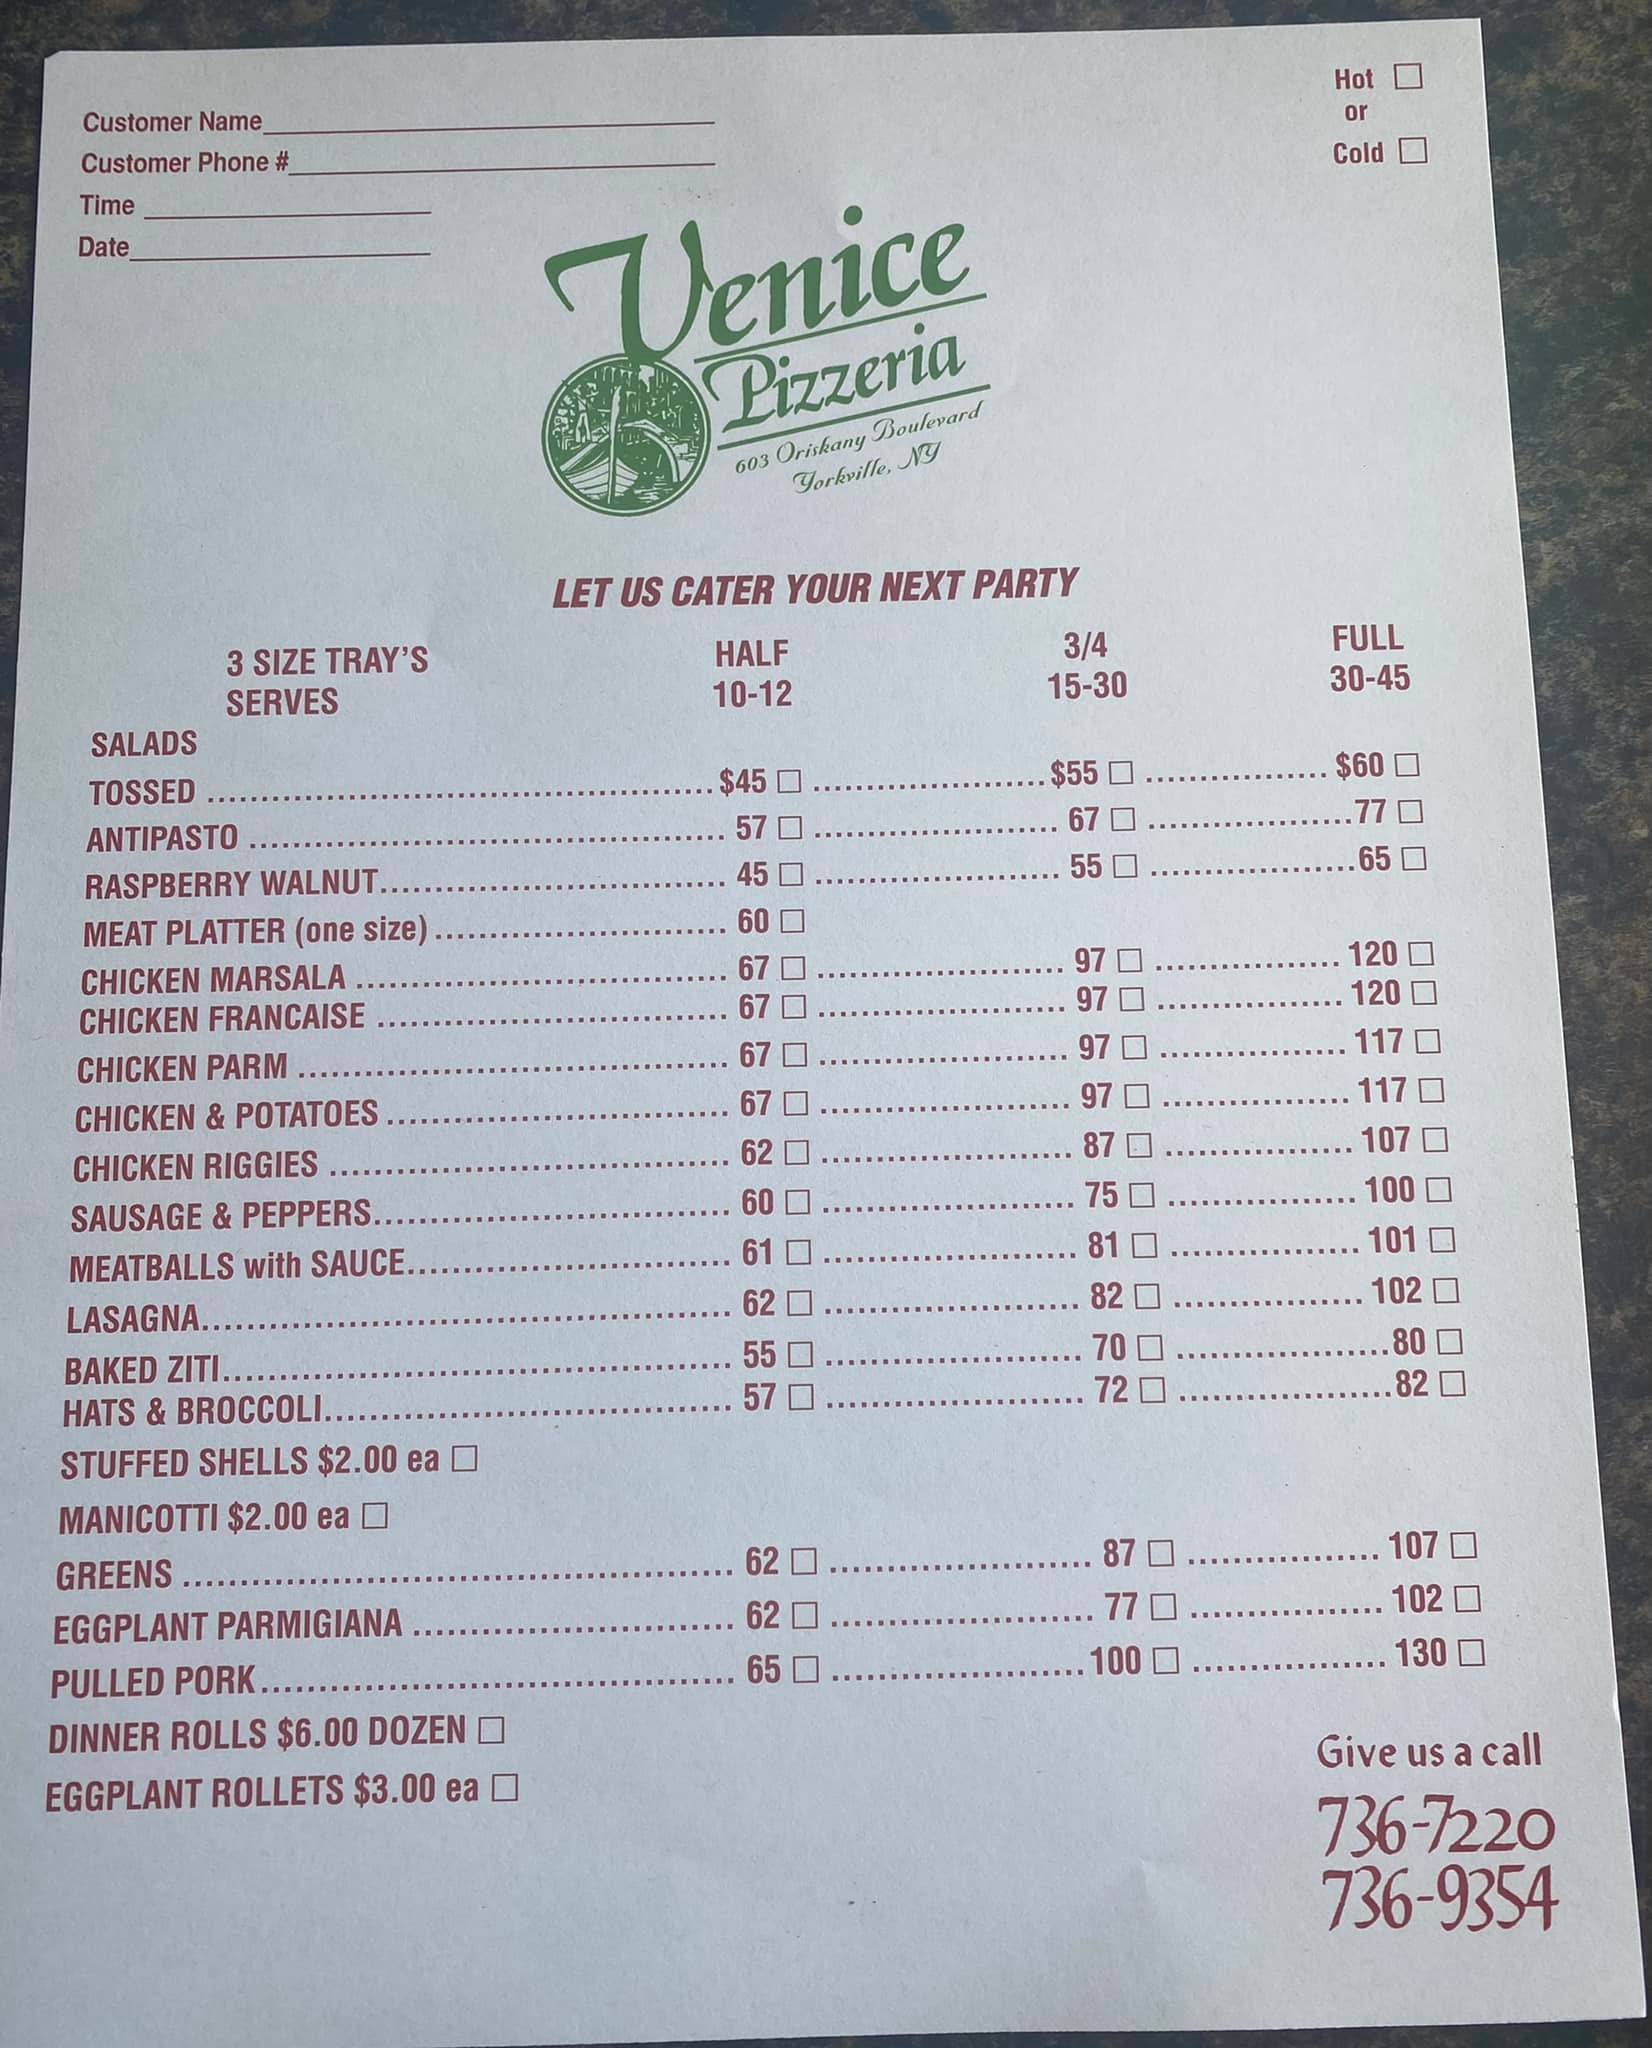 Customer Name
Hot
or
Cold
Customer Phone #
Time
Date
Venice
Pizzeria
603 Oriskany Boulevard
Yorkville, NY
LET US CATER YOUR NEXT PARTY
3 SIZE TRAY'S HALF 3/4 FULL
SERVES 10-12 15-30 30-45
SALADS
TOSSED $45 $55 $60
ANTIPASTO 57 67 77
RASPBERRY WALNUT 45 55 65
MEAT PLATTER (one size) 60
CHICKEN MARSALA 67 97 120
CHICKEN FRANCAISE 67 97 120
CHICKEN PARM 67 97 117
CHICKEN & POTATOES 67 97 117
CHICKEN RIGGIES 62 87 107
SAUSAGE & PEPPERS 60 75 100
MEATBALLS with SAUCE 61 81 101
LASAGNA 62 82 102
BAKED ZITI 55 70 80
HATS & BROCCOLI 57 72 82
STUFFED SHELLS $2.00 ea
MANICOTTI $2.00 ea
GREENS 62 87 107
EGGPLANT PARMIGIANA 62 77 102
PULLED PORK 65 100 130
DINNER ROLLS $6.00 DOZEN
EGGPLANT ROLLETS $3.00 ea
Give us a call
736-7220
736-9354